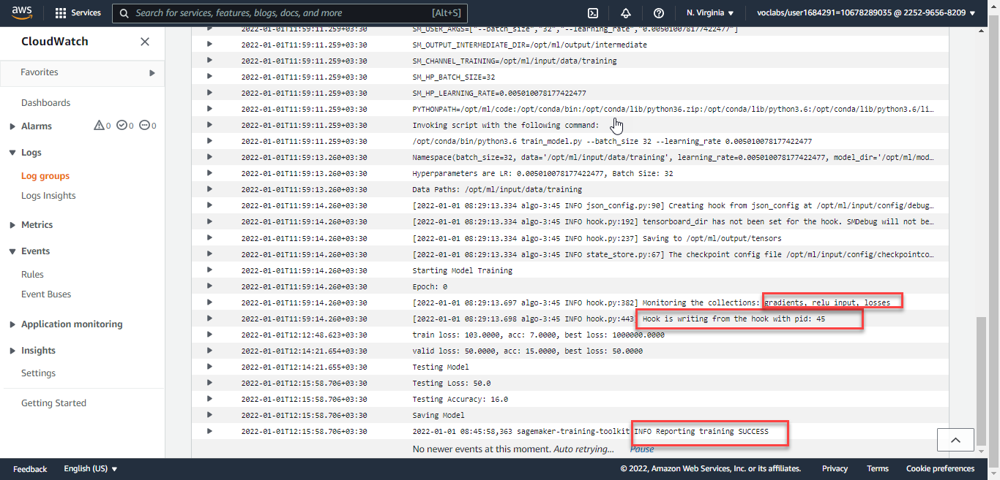 aws Services Search for services, features, blogs, docs, and more [Alt+S] N. Virginia ▼ voclabs/user1684291=10678289035 @ 2252-9656-8209 ▼
CloudWatch
Favorites
Dashboards
Alarms 0 0 0
Logs
Log groups
Logs Insights
Metrics
Events
Rules
Event Buses
Application monitoring
Insights
Settings
Getting Started
2022-01-01T11:59:11.259+03:30 SM_USER_ARGS=["--batch_size","32","--learning_rate","0.005010078177422477"]
2022-01-01T11:59:11.259+03:30 SM_OUTPUT_INTERMEDIATE_DIR=/opt/ml/output/intermediate
2022-01-01T11:59:11.259+03:30 SM_CHANNEL_TRAINING=/opt/ml/input/data/training
2022-01-01T11:59:11.259+03:30 SM_HP_BATCH_SIZE=32
2022-01-01T11:59:11.259+03:30 SM_HP_LEARNING_RATE=0.005010078177422477
2022-01-01T11:59:11.259+03:30 PYTHONPATH=/opt/ml/code:/opt/conda/bin:/opt/conda/lib/python36.zip:/opt/conda/lib/python3.6:/opt/conda/lib/python3.6/li…
2022-01-01T11:59:11.259+03:30 Invoking script with the following command:
2022-01-01T11:59:11.259+03:30 /opt/conda/bin/python3.6 train_model.py --batch_size 32 --learning_rate 0.005010078177422477
2022-01-01T11:59:13.260+03:30 Namespace(batch_size=32, data='/opt/ml/input/data/training', learning_rate=0.005010078177422477, model_dir='/opt/ml/mod…
2022-01-01T11:59:13.260+03:30 Hyperparameters are LR: 0.005010078177422477, Batch Size: 32
2022-01-01T11:59:13.260+03:30 Data Paths: /opt/ml/input/data/training
2022-01-01T11:59:14.260+03:30 [2022-01-01 08:29:13.334 algo-3:45 INFO json_config.py:90] Creating hook from json_config at /opt/ml/input/config/debug…
2022-01-01T11:59:14.260+03:30 [2022-01-01 08:29:13.334 algo-3:45 INFO hook.py:192] tensorboard_dir has not been set for the hook. SMDebug will not be…
2022-01-01T11:59:14.260+03:30 [2022-01-01 08:29:13.334 algo-3:45 INFO hook.py:237] Saving to /opt/ml/output/tensors
2022-01-01T11:59:14.260+03:30 [2022-01-01 08:29:13.334 algo-3:45 INFO state_store.py:67] The checkpoint config file /opt/ml/input/config/checkpointco…
2022-01-01T11:59:14.260+03:30 Starting Model Training
2022-01-01T11:59:14.260+03:30 Epoch: 0
2022-01-01T11:59:14.260+03:30 [2022-01-01 08:29:13.697 algo-3:45 INFO hook.py:382] Monitoring the collections: gradients, relu_input, losses
2022-01-01T11:59:14.260+03:30 [2022-01-01 08:29:13.698 algo-3:45 INFO hook.py:443] Hook is writing from the hook with pid: 45
2022-01-01T12:12:48.623+03:30 train loss: 103.0000, acc: 7.0000, best loss: 1000000.0000
2022-01-01T12:14:21.654+03:30 valid loss: 50.0000, acc: 15.0000, best loss: 50.0000
2022-01-01T12:14:21.655+03:30 Testing Model
2022-01-01T12:15:58.706+03:30 Testing Loss: 50.0
2022-01-01T12:15:58.706+03:30 Testing Accuracy: 16.0
2022-01-01T12:15:58.706+03:30 Saving Model
2022-01-01T12:15:58.706+03:30 2022-01-01 08:45:58,363 sagemaker-training-toolkit INFO Reporting training SUCCESS
No newer events at this moment. Auto retrying... Pause
Feedback English (US) ▼ © 2022, Amazon Web Services, Inc. or its affiliates. Privacy Terms Cookie preferences